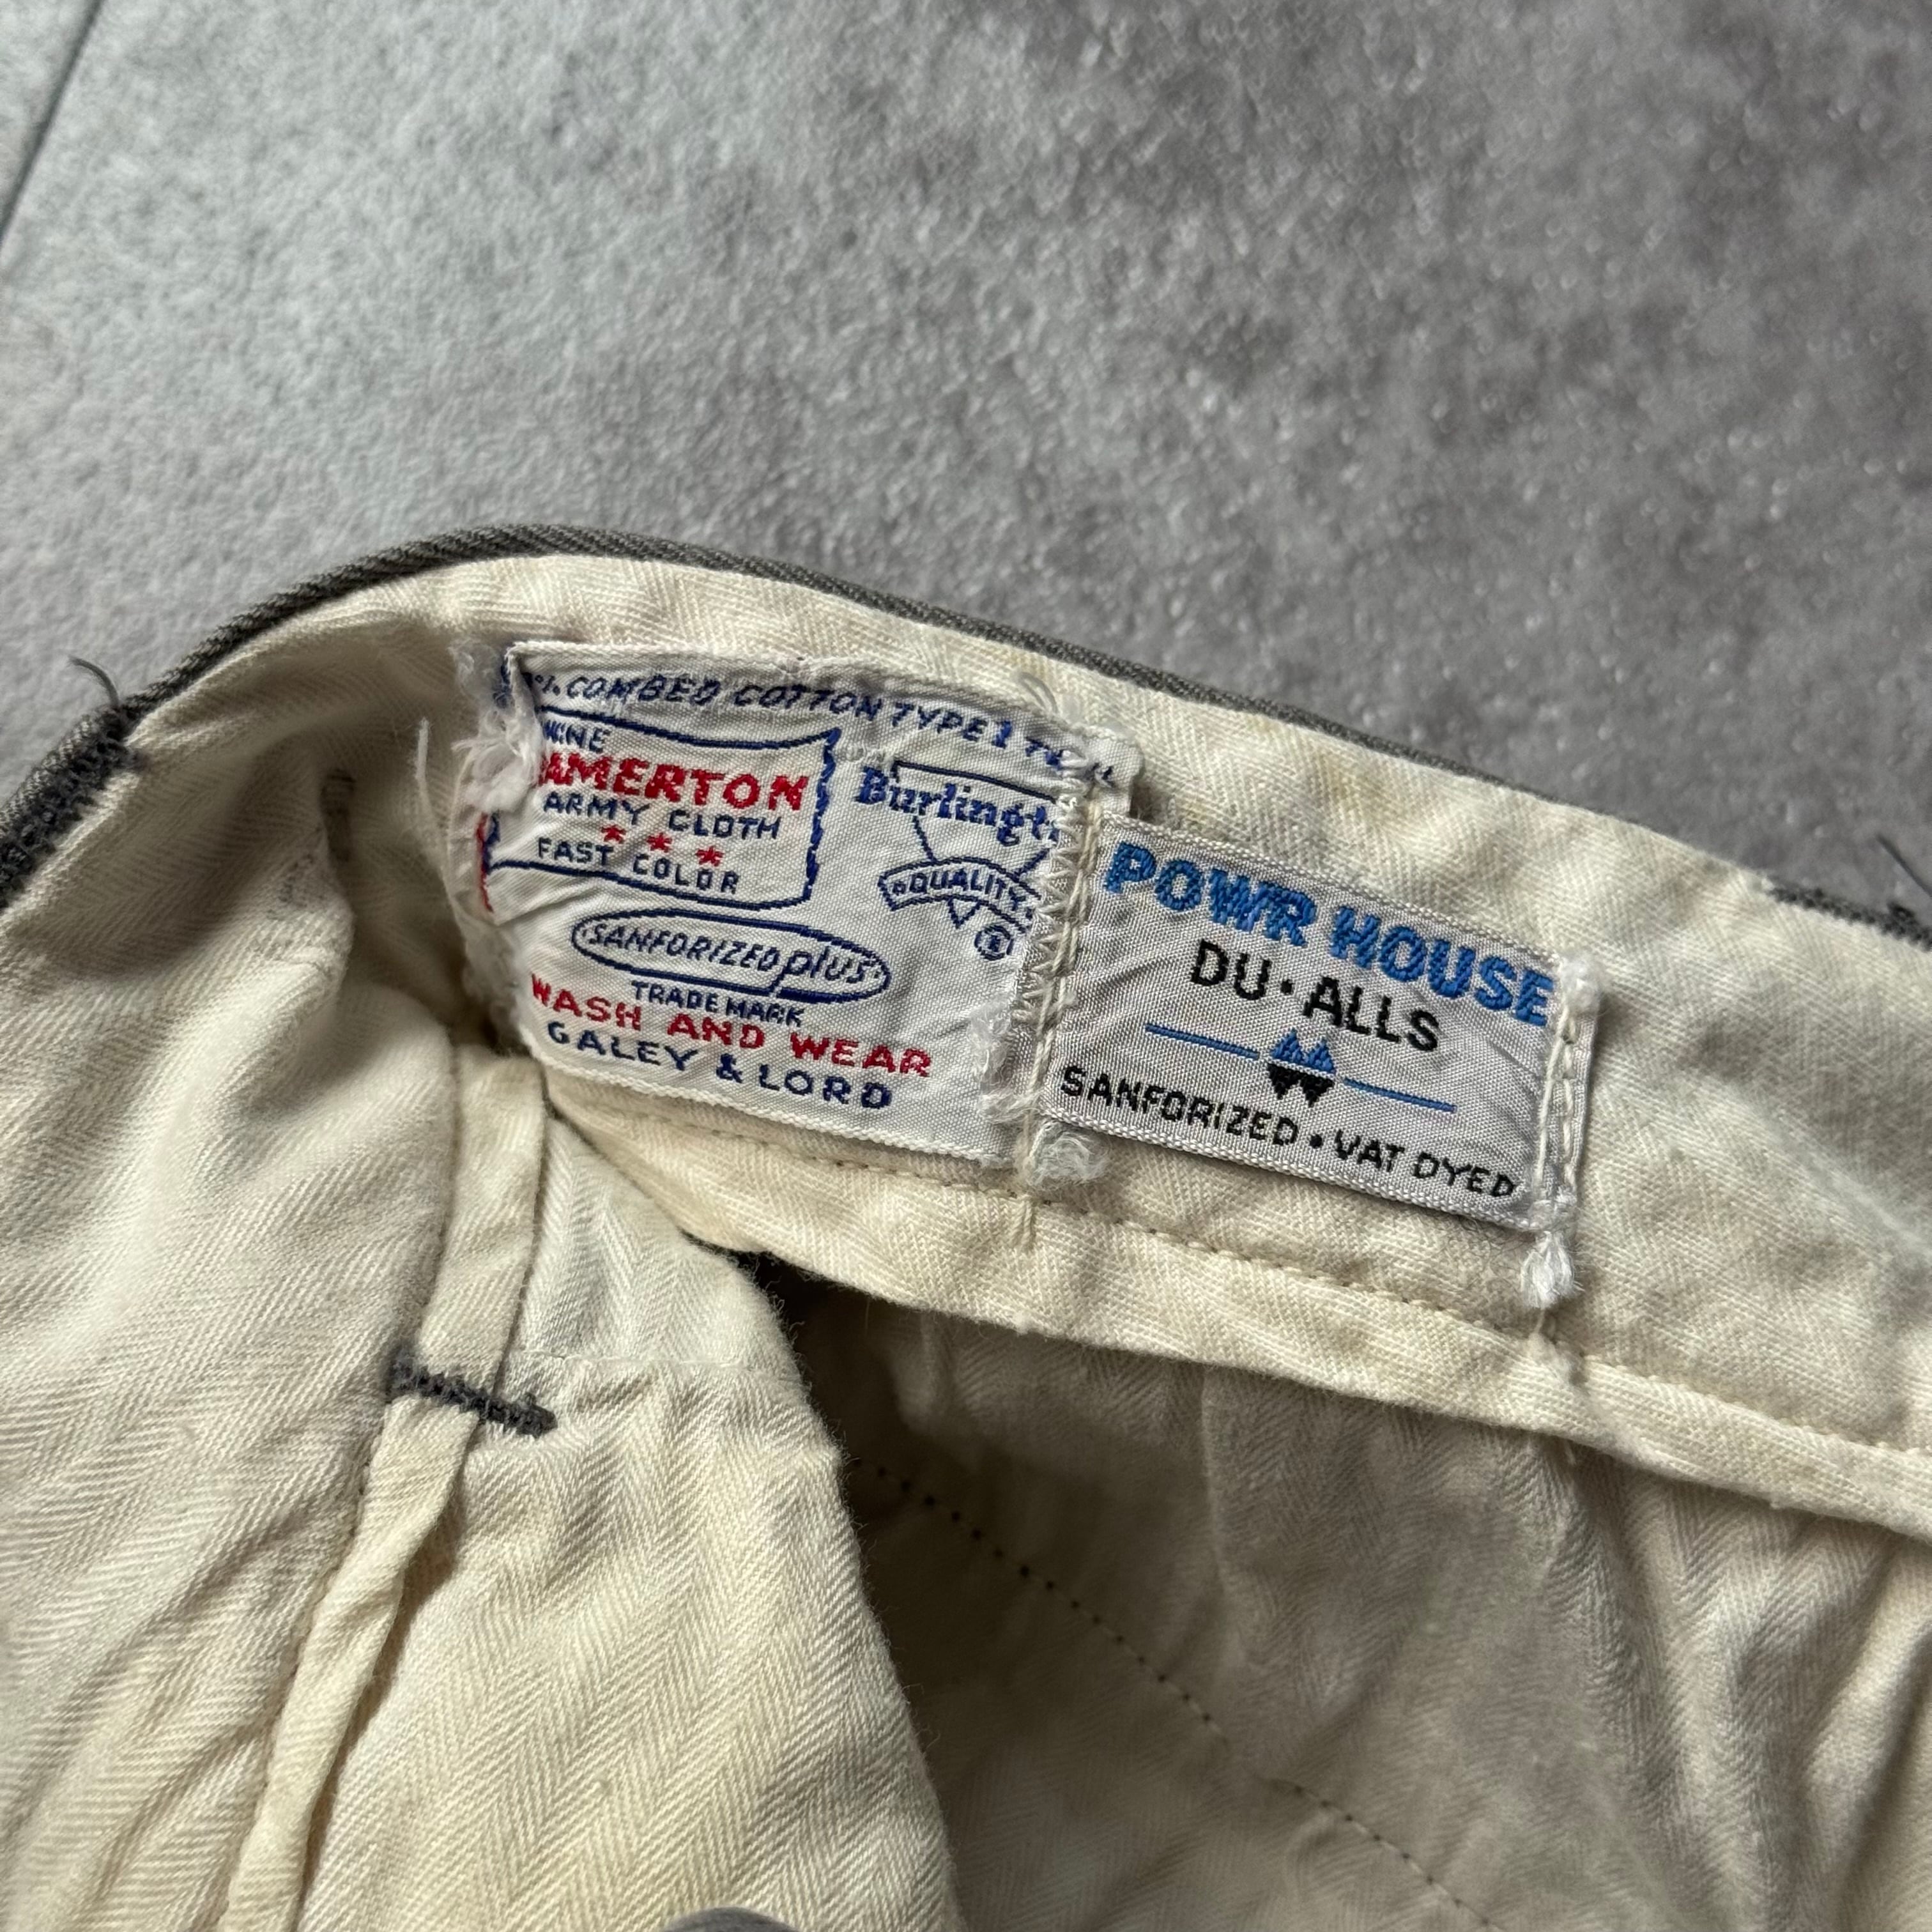 % COMBED COTTON TYPE 1
AMERTON
ARMY CLOTH
FAST COLOR
Burlingt
QUALITY
®
SANFORIZED plus
TRADE MARK
WASH AND WEAR
GALEY & LORD
POWR HOUSE
DU·ALLS
SANFORIZED • VAT DYED